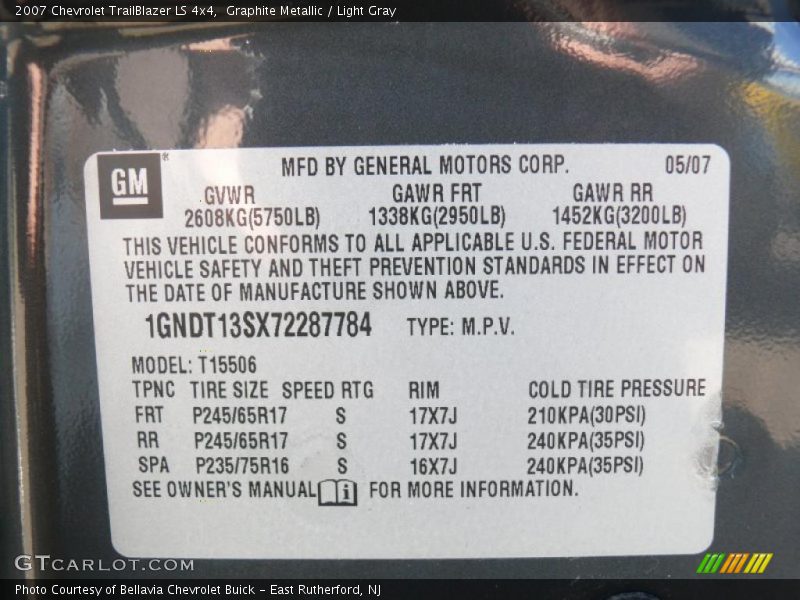 2007 Chevrolet TrailBlazer LS 4x4,  Graphite Metallic / Light Gray
GM
MFD BY GENERAL MOTORS CORP. 05/07
GVWR GAWR FRT GAWR RR
2608KG(5750LB) 1338KG(2950LB) 1452KG(3200LB)
THIS VEHICLE CONFORMS TO ALL APPLICABLE U.S. FEDERAL MOTOR
VEHICLE SAFETY AND THEFT PREVENTION STANDARDS IN EFFECT ON
THE DATE OF MANUFACTURE SHOWN ABOVE.
1GNDT13SX72287784 TYPE: M.P.V.
MODEL: T15506
TPNC TIRE SIZE SPEED RTG RIM COLD TIRE PRESSURE
FRT P245/65R17 S 17X7J 210KPA(30PSI)
RR P245/65R17 S 17X7J 240KPA(35PSI)
SPA P235/75R16 S 16X7J 240KPA(35PSI)
SEE OWNER'S MANUAL i FOR MORE INFORMATION.
GTCARLOT.COM
Photo Courtesy of Bellavia Chevrolet Buick – East Rutherford, NJ